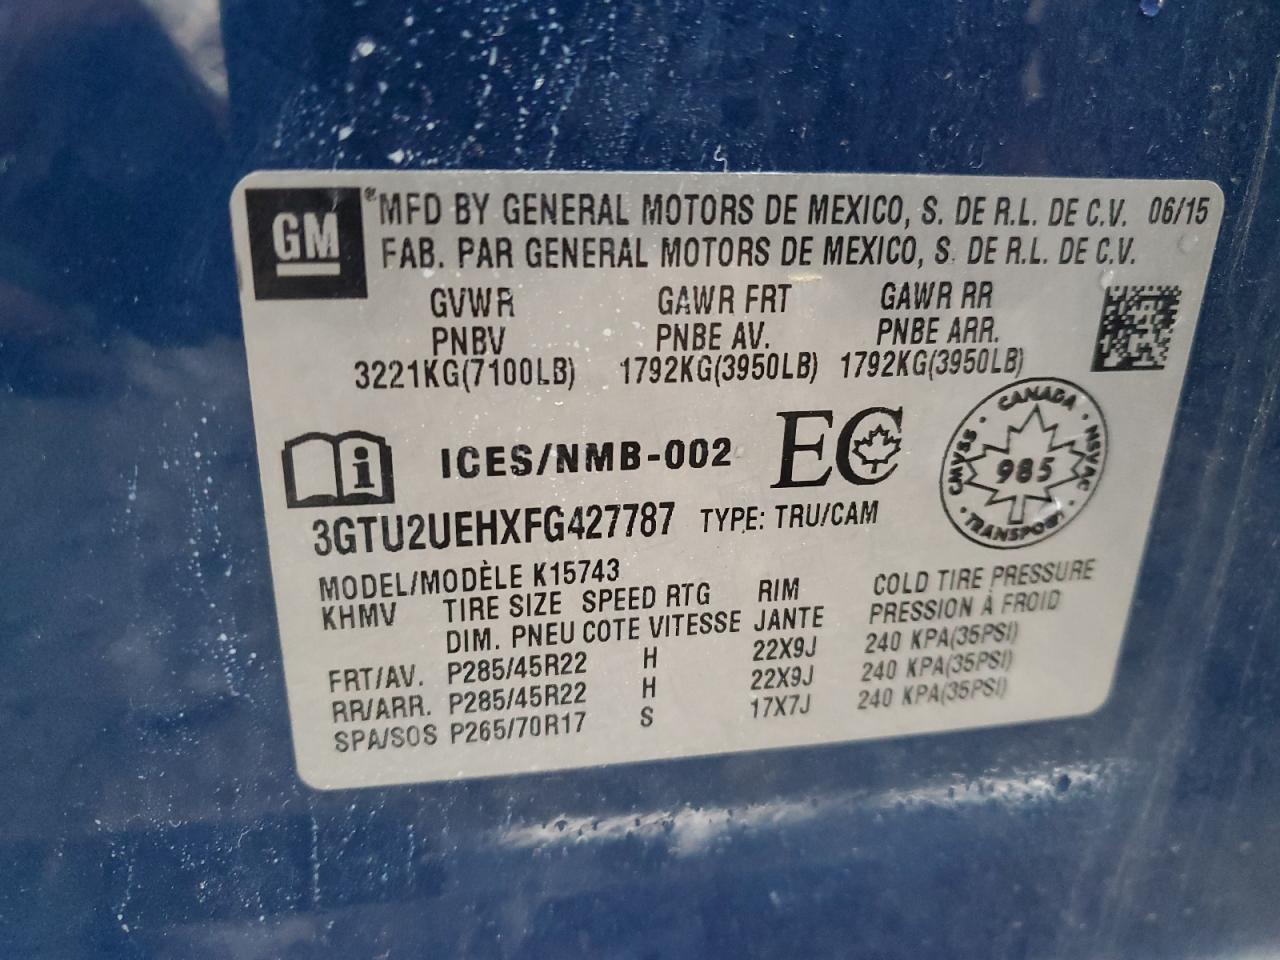 GM ® MFD BY GENERAL MOTORS DE MEXICO, S. DE R.L. DE C.V. 06/15
FAB. PAR GENERAL MOTORS DE MEXICO, S. DE R.L. DE C.V.
GVWR GAWR FRT GAWR RR
PNBV PNBE AV. PNBE ARR.
3221KG(7100LB) 1792KG(3950LB) 1792KG(3950LB)
i ICES/NMB-002 EC
CANADA CMVSS 985 NSVAC TRANSPORT
3GTU2UEHXFG427787 TYPE: TRU/CAM
MODEL/MODÈLE K15743
KHMV TIRE SIZE SPEED RTG RIM COLD TIRE PRESSURE
DIM. PNEU COTE VITESSE JANTE PRESSION À FROID
FRT/AV. P285/45R22 H 22X9J 240 KPA(35PSI)
RR/ARR. P285/45R22 H 22X9J 240 KPA(35PSI)
SPA/SOS P265/70R17 S 17X7J 240 KPA(35PSI)